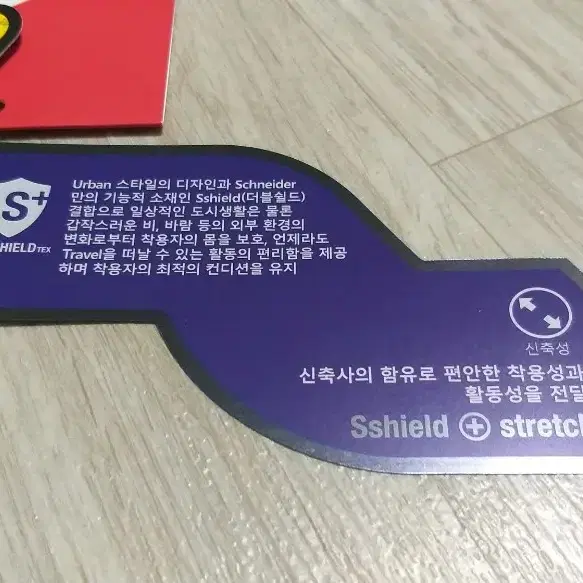 S+
HIELD TEX
Urban 스타일의 디자인과 Schneider
만의 기능적 소재인 Sshield(더블쉴드)
결합으로 일상적인 도시생활은 물론
갑작스러운 비, 바람 등의 외부 환경의
변화로부터 착용자의 몸을 보호, 언제라도
Travel을 떠날 수 있는 활동의 편리함을 제공
하며 착용자의 최적의 컨디션을 유지
신축성
신축사의 함유로 편안한 착용성과
활동성을 전달
Sshield + stretch